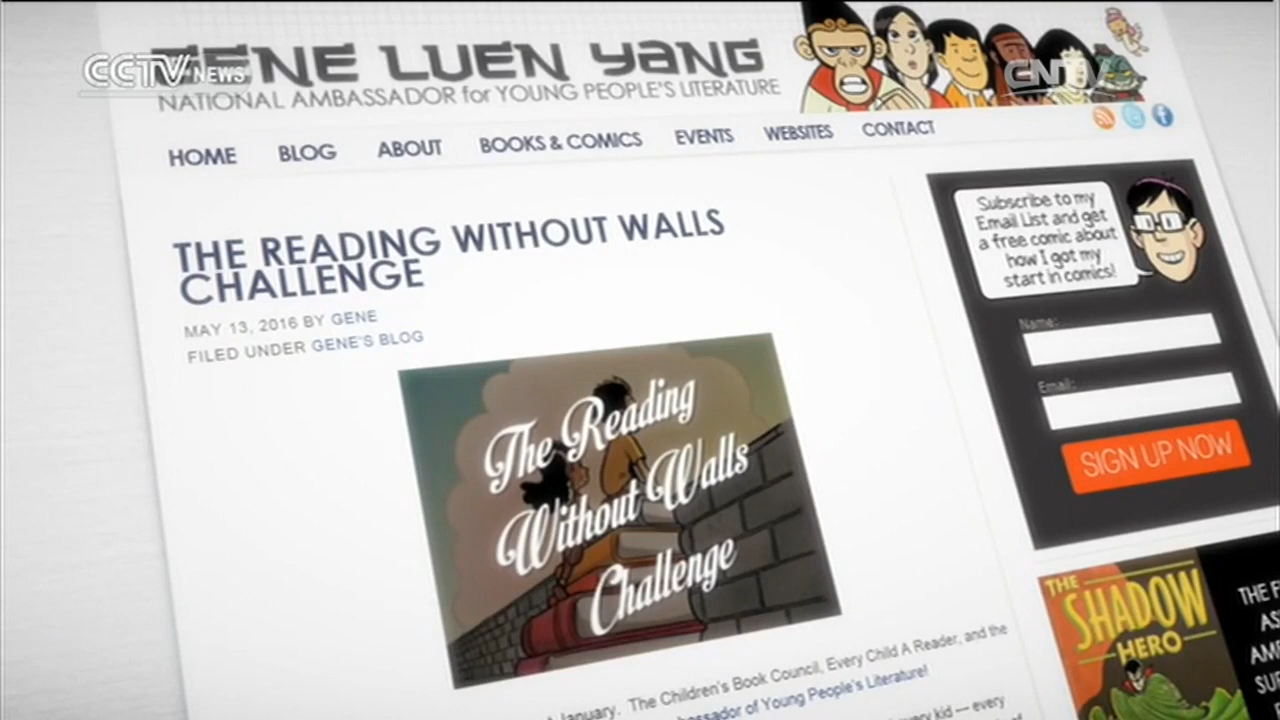 CCTV NEWS
CNTV
GENE LUEN YANG
NATIONAL AMBASSADOR for YOUNG PEOPLE'S LITERATURE
HOME BLOG ABOUT BOOKS & COMICS EVENTS WEBSITES CONTACT
THE READING WITHOUT WALLS
CHALLENGE
MAY 13, 2016 BY GENE
FILED UNDER GENE'S BLOG
The Reading
Without Walls
Challenge
January. The Children's Book Council, Every Child A Reader, and the
of Young People's Literature!
kid — every
Subscribe to my
Email List and get
a free comic about
how I got my
start in comics!
Name:
Email:
SIGN UP NOW
THE
SHADOW
HERO
THE